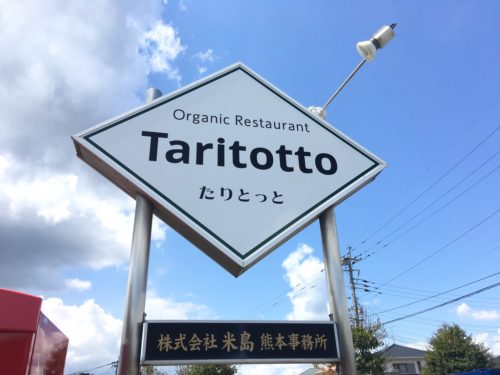 Organic Restaurant
Taritotto
たりとっと
株式会社 米島 熊本事務所